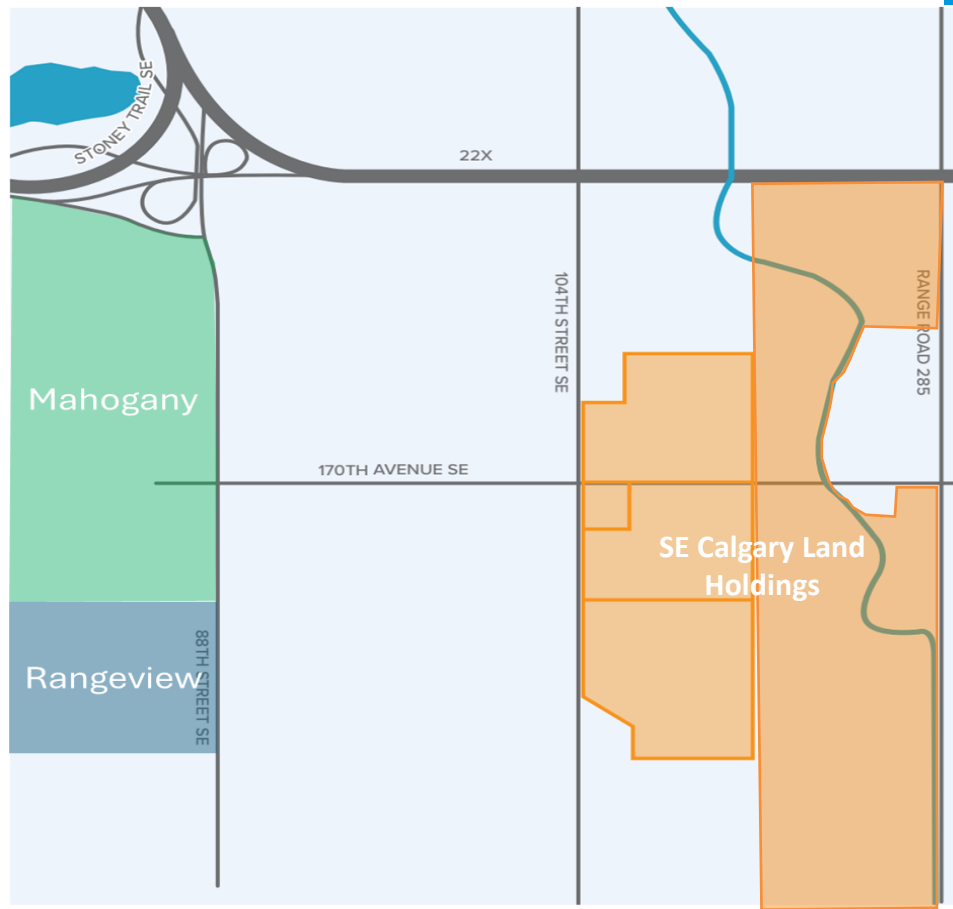 STONEY TRAIL SE
22X
104TH STREET SE
RANGE ROAD 285
Mahogany
170TH AVENUE SE
SE Calgary Land
Holdings
Rangeview
88TH STREET SE